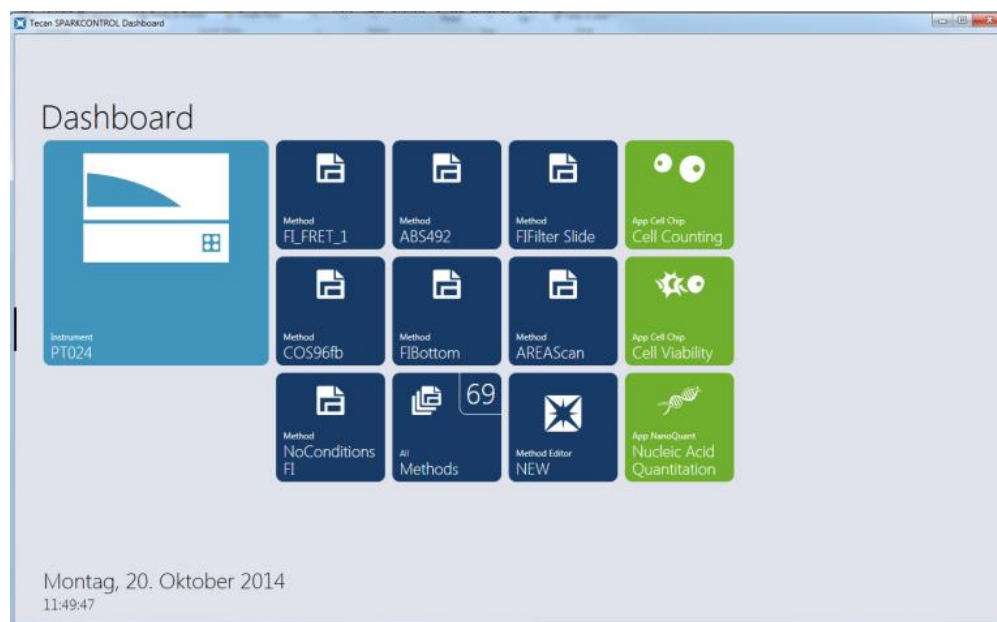 Tecan SPARKCONTROL Dashboard
Dashboard
Instrument
PT024
Method
FI_FRET_1
Method
ABS492
Method
FIFilter Slide
App Cell Chip
Cell Counting
Method
COS96fb
Method
FIBottom
Method
AREAScan
App Cell Chip
Cell Viability
Method
NoConditions
FI
69
All
Methods
Method Editor
NEW
App NanoQuant
Nucleic Acid
Quantitation
Montag, 20. Oktober 2014
11:49:47